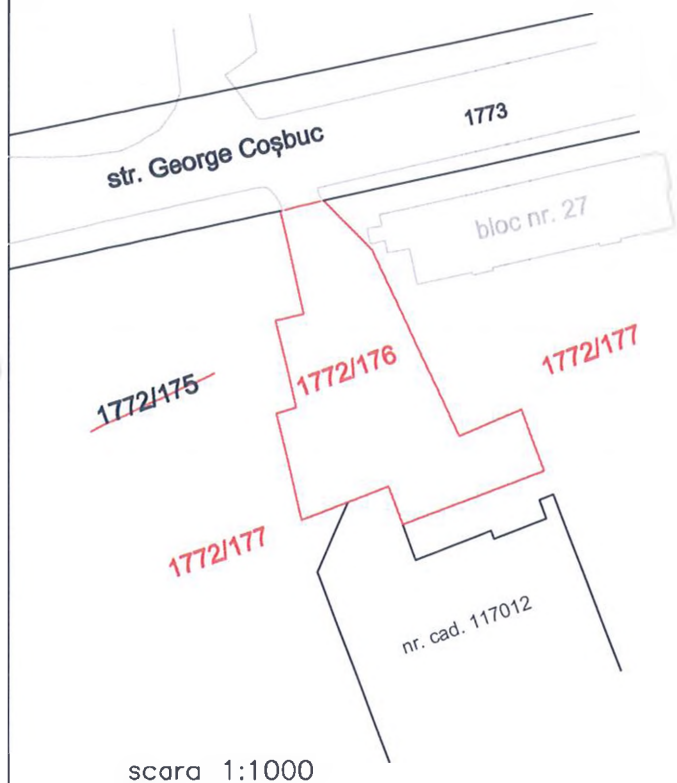 1773
str. George Coşbuc
bloc nr. 27
1772/177
1772/176
1772/175
1772/177
nr. cad. 117012
scara 1:1000